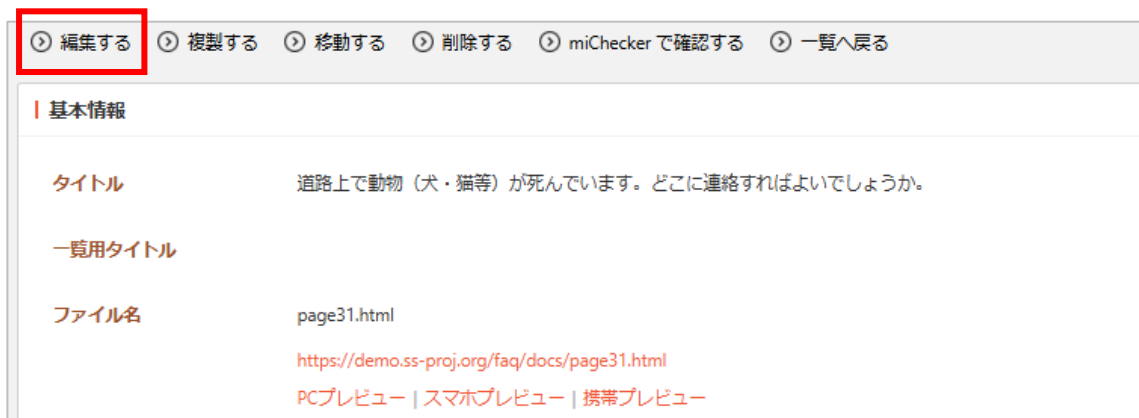 編集する 複製する 移動する 削除する miChecker で確認する 一覧へ戻る
基本情報
タイトル 道路上で動物（犬・猫等）が死んでいます。どこに連絡すればよいでしょうか。
一覧用タイトル
ファイル名 page31.html
https://demo.ss-proj.org/faq/docs/page31.html
PCプレビュー | スマホプレビュー | 携帯プレビュー